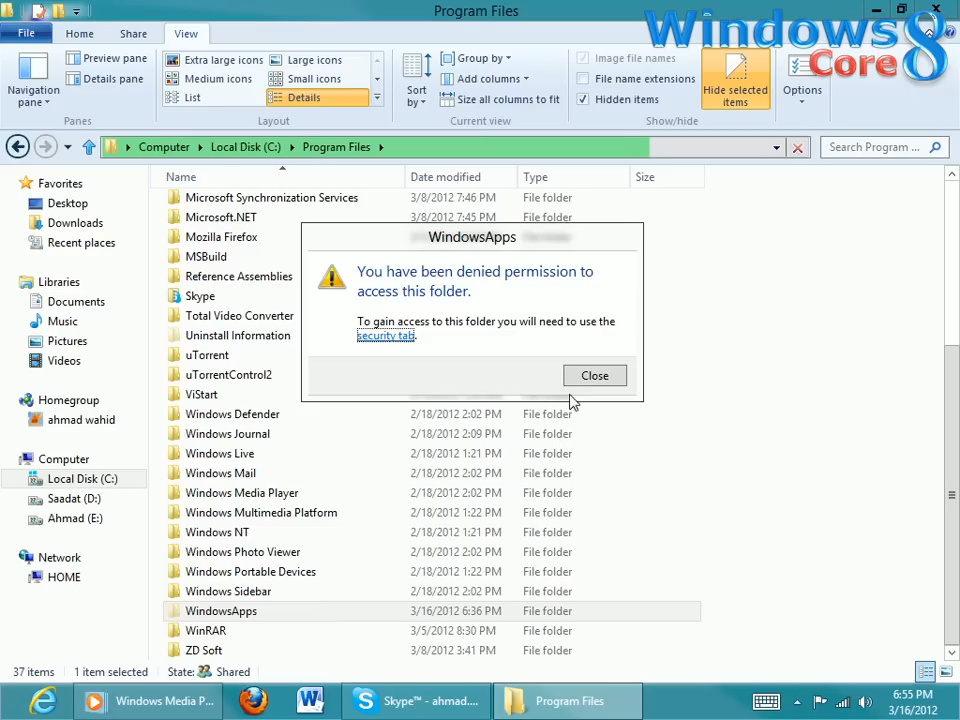 Program Files
Windows 8
Core
File Home Share View
Navigation pane
Preview pane
Details pane
Panes
Extra large icons Large icons
Medium icons Small icons
List Details
Layout
Sort by
Group by
Add columns
Size all columns to fit
Current view
Image file names
File name extensions
Hidden items
Hide selected items
Show/hide
Options
Computer Local Disk (C:) Program Files
Search Program ...
Favorites
Desktop
Downloads
Recent places
Libraries
Documents
Music
Pictures
Videos
Homegroup
ahmad wahid
Computer
Local Disk (C:)
Saadat (D:)
Ahmad (E:)
Network
HOME
Name Date modified Type Size
Microsoft Synchronization Services 3/8/2012 7:46 PM File folder
Microsoft.NET 3/8/2012 7:45 PM File folder
Mozilla Firefox
MSBuild
Reference Assemblies
Skype
Total Video Converter
Uninstall Information
uTorrent
uTorrentControl2
ViStart
Windows Defender 2/18/2012 2:02 PM File folder
Windows Journal 2/18/2012 2:09 PM File folder
Windows Live 2/18/2012 1:21 PM File folder
Windows Mail 2/18/2012 2:02 PM File folder
Windows Media Player 2/18/2012 2:02 PM File folder
Windows Multimedia Platform 2/18/2012 1:22 PM File folder
Windows NT 2/18/2012 1:21 PM File folder
Windows Photo Viewer 2/18/2012 2:02 PM File folder
Windows Portable Devices 2/18/2012 1:22 PM File folder
Windows Sidebar 2/18/2012 2:02 PM File folder
WindowsApps 3/16/2012 6:36 PM File folder
WinRAR 3/5/2012 8:30 PM File folder
ZD Soft 3/8/2012 3:41 PM File folder
WindowsApps
You have been denied permission to
access this folder.
To gain access to this folder you will need to use the
security tab.
Close
37 items 1 item selected State: Shared
Windows Media P...
Skype™ - ahmad....
Program Files
6:55 PM
3/16/2012